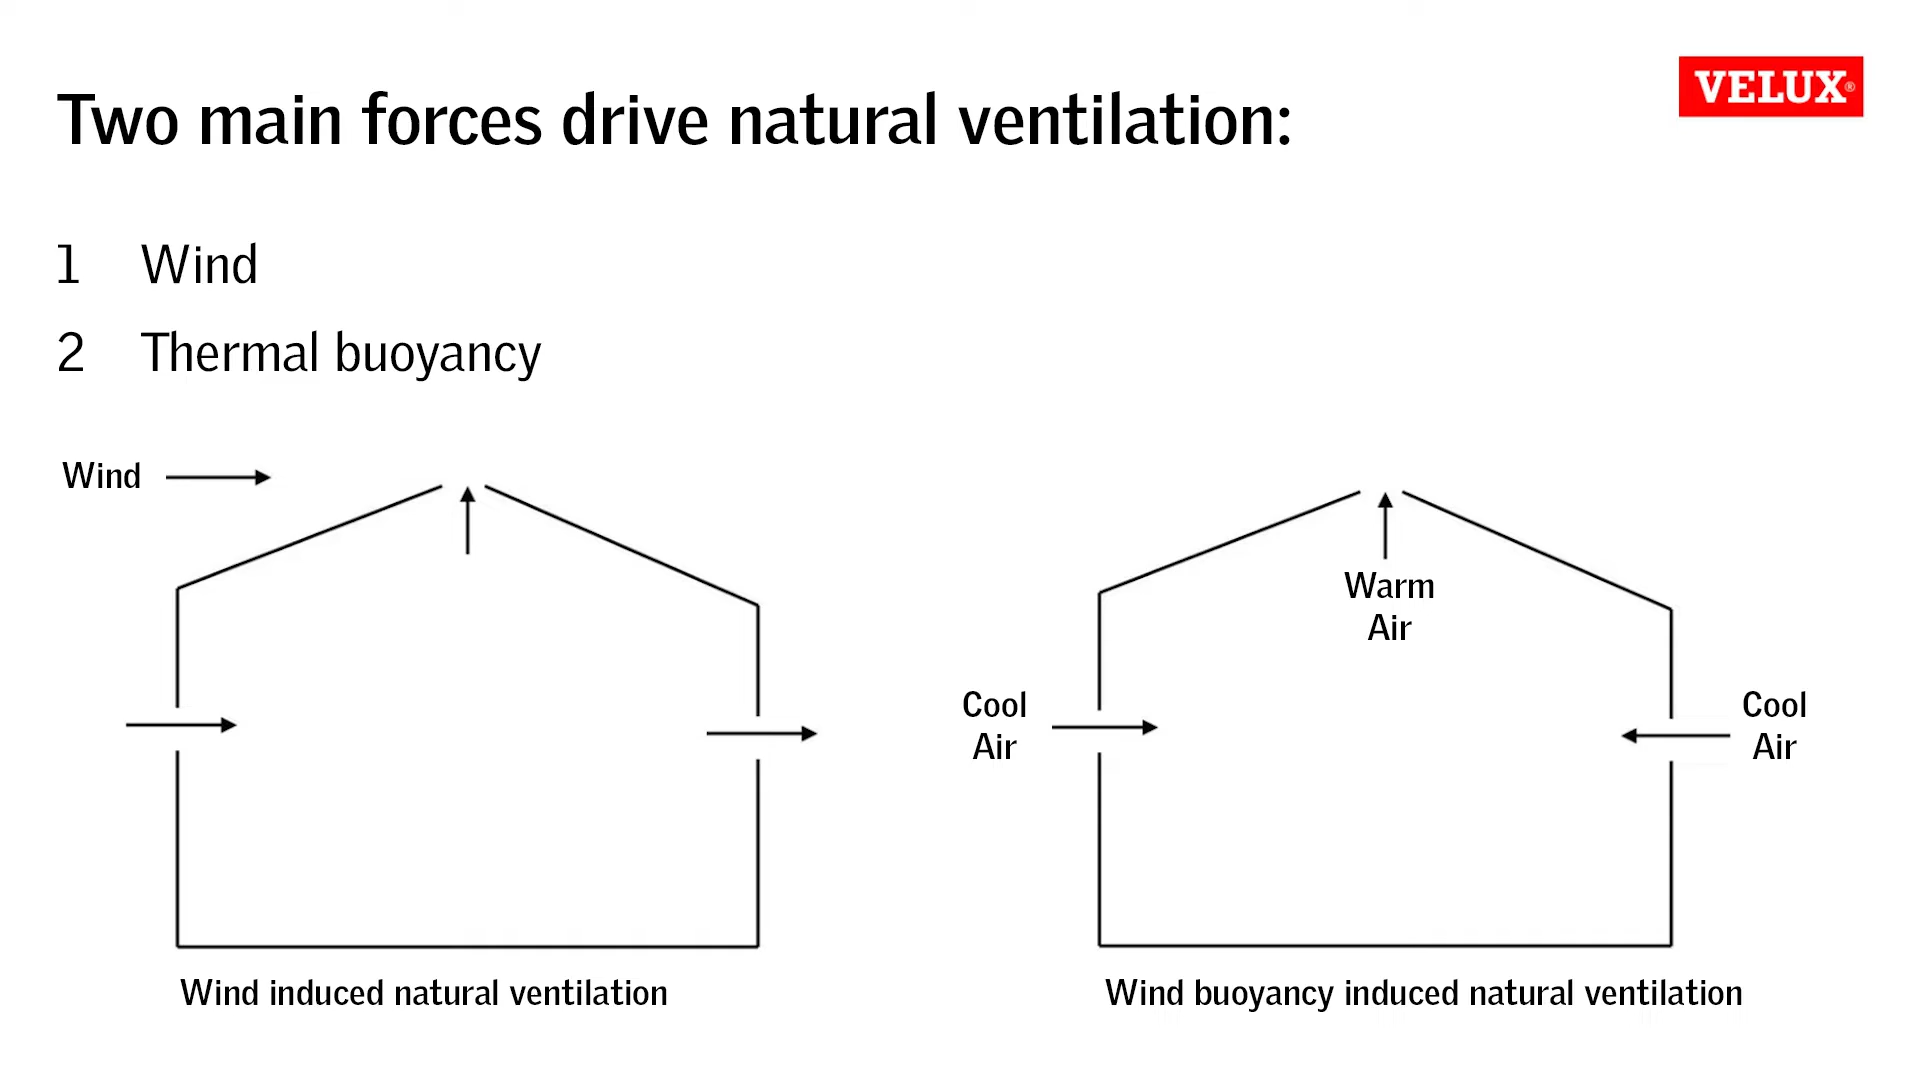 VELUX®
Two main forces drive natural ventilation:
1 Wind
2 Thermal buoyancy
Wind
Warm
Air
Cool
Air
Cool
Air
Wind induced natural ventilation
Wind buoyancy induced natural ventilation